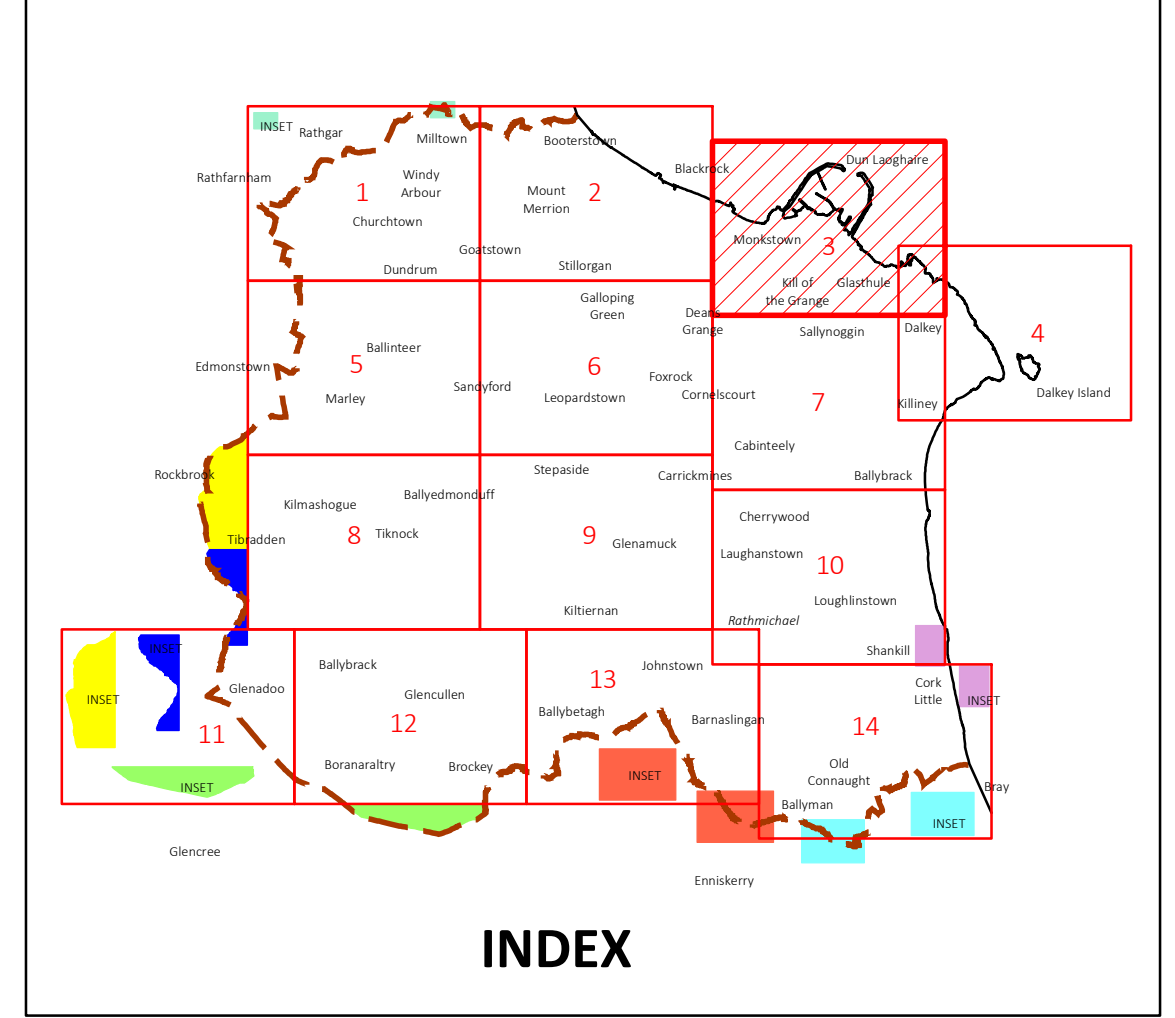 INSET
Rathgar
Milltown
Booterstown
Dun Laoghaire
Blackrock
Rathfarnham
Windy
Arbour
1
Mount
Merrion
2
Churchtown
Monkstown
3
Goatstown
Dundrum
Stillorgan
Kill of
the Grange
Glasthule
Galloping
Green
Deans
Grange
Sallynoggin
Dalkey
4
Ballinteer
Edmonstown
5
6
Sandyford
Foxrock
Marley
Leopardstown
Cornelscourt
7
Killiney
Dalkey Island
Cabinteely
Rockbrook
Stepaside
Carrickmines
Ballybrack
Ballyedmonduff
Kilmashogue
Cherrywood
Tibradden
8
Tiknock
9
Glenamuck
Laughanstown
10
Loughlinstown
Kiltiernan
Rathmichael
INSET
Shankill
Ballybrack
Johnstown
INSET
Glenadoo
Glencullen
13
Cork
Little
INSET
11
12
Ballybetagh
Barnaslingan
14
Boranaraltry
Brockey
INSET
Old
Connaught
INSET
Bray
Ballyman
INSET
Glencree
Enniskerry
INDEX